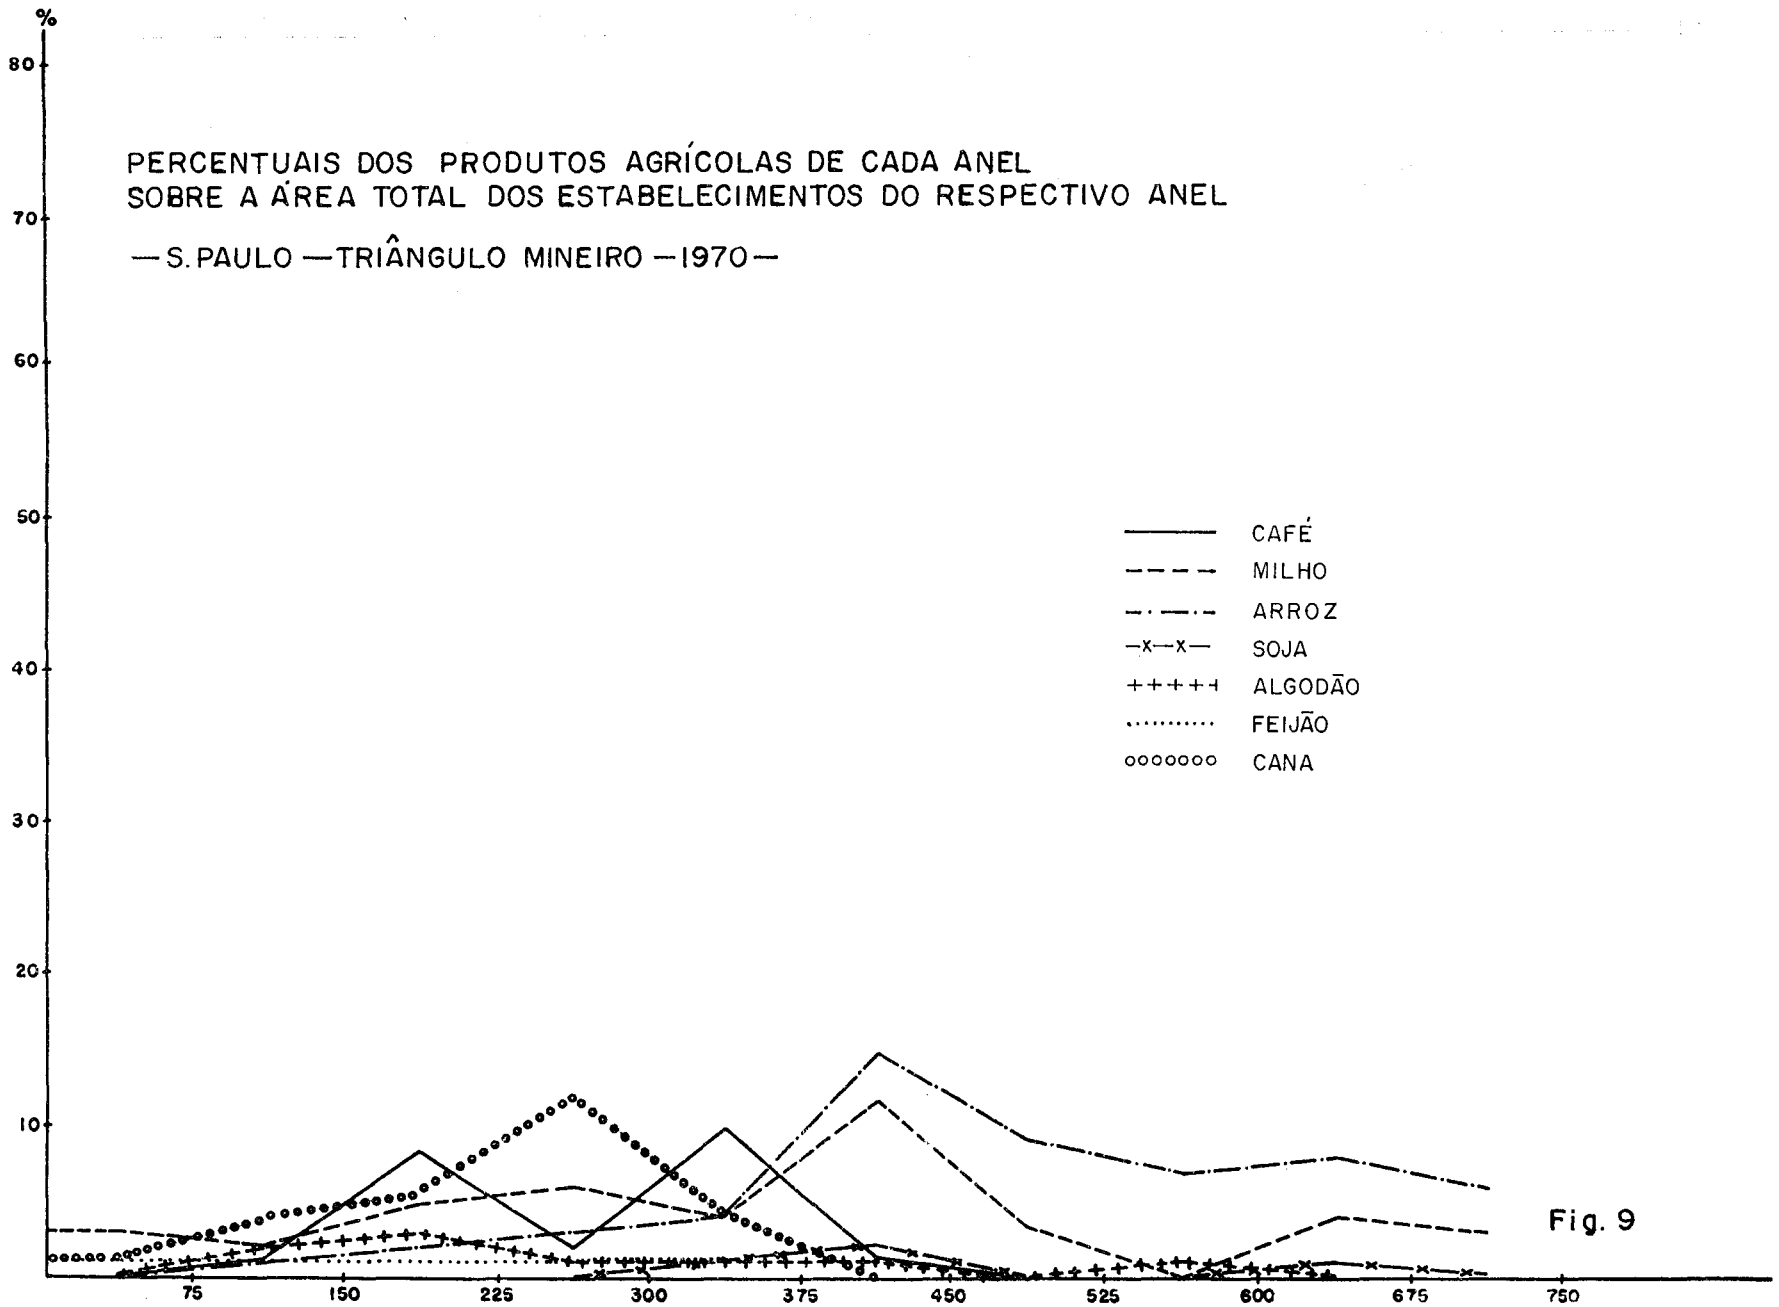 %
80
PERCENTUAIS DOS PRODUTOS AGRÍCOLAS DE CADA ANEL
SOBRE A ÁREA TOTAL DOS ESTABELECIMENTOS DO RESPECTIVO ANEL
70
— S. PAULO — TRIÂNGULO MINEIRO — 1970 —
60
50
CAFÉ
MILHO
ARROZ
SOJA
40
ALGODÃO
FEIJÃO
CANA
30
20
10
Fig. 9
75 150 225 300 375 450 525 600 675 750